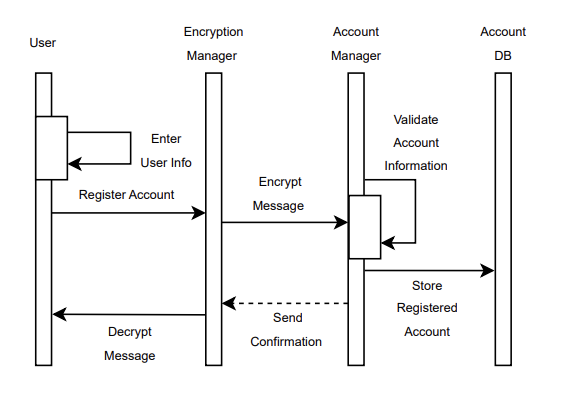 User
Encryption
Manager
Account
Manager
Account
DB
Enter
User Info
Validate
Account
Information
Register Account
Encrypt
Message
Store
Registered
Account
Send
Confirmation
Decrypt
Message